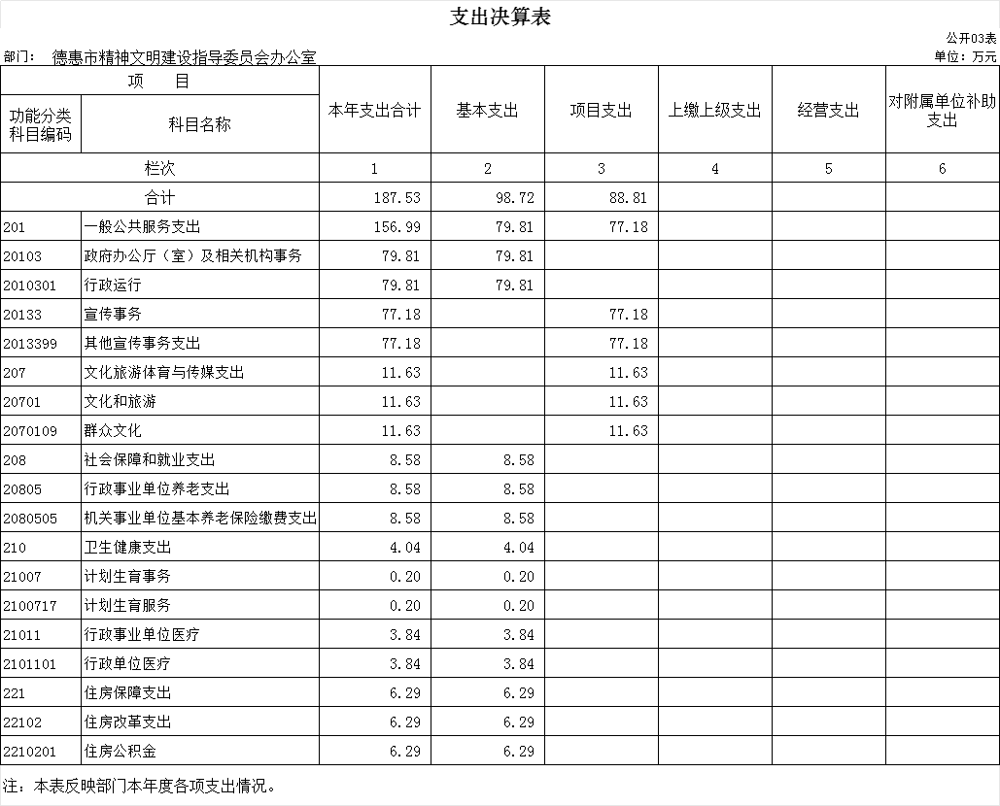 支出决算表
公开03表
部门： 德惠市精神文明建设指导委员会办公室 单位：万元
项 目 本年支出合计 基本支出 项目支出 上缴上级支出 经营支出 对附属单位补助支出
功能分类科目编码 科目名称
栏次 1 2 3 4 5 6
合计 187.53 98.72 88.81
201 一般公共服务支出 156.99 79.81 77.18
20103 政府办公厅（室）及相关机构事务 79.81 79.81
2010301 行政运行 79.81 79.81
20133 宣传事务 77.18 77.18
2013399 其他宣传事务支出 77.18 77.18
207 文化旅游体育与传媒支出 11.63 11.63
20701 文化和旅游 11.63 11.63
2070109 群众文化 11.63 11.63
208 社会保障和就业支出 8.58 8.58
20805 行政事业单位养老支出 8.58 8.58
2080505 机关事业单位基本养老保险缴费支出 8.58 8.58
210 卫生健康支出 4.04 4.04
21007 计划生育事务 0.20 0.20
2100717 计划生育服务 0.20 0.20
21011 行政事业单位医疗 3.84 3.84
2101101 行政单位医疗 3.84 3.84
221 住房保障支出 6.29 6.29
22102 住房改革支出 6.29 6.29
2210201 住房公积金 6.29 6.29
注：本表反映部门本年度各项支出情况。